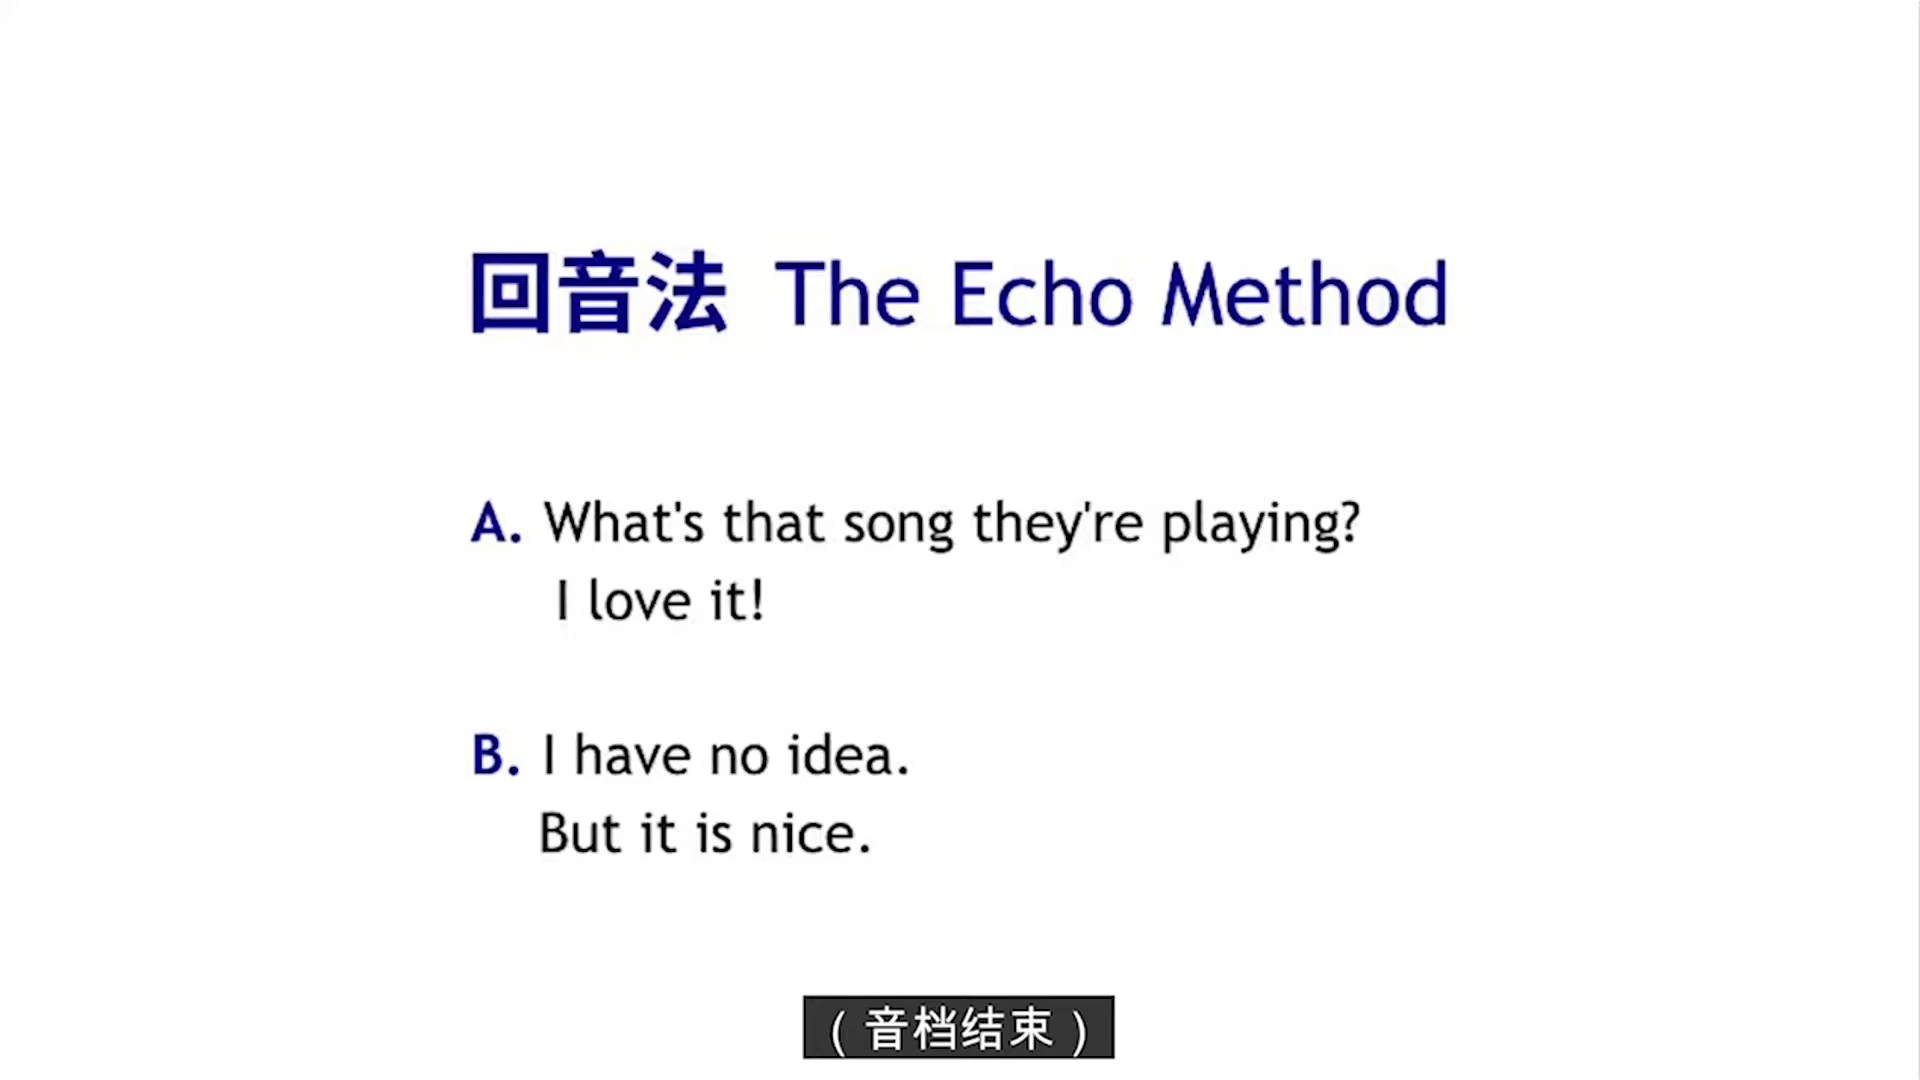 回音法 The Echo Method
A. What's that song they're playing?
I love it!
B. I have no idea.
But it is nice.
(音档结束)